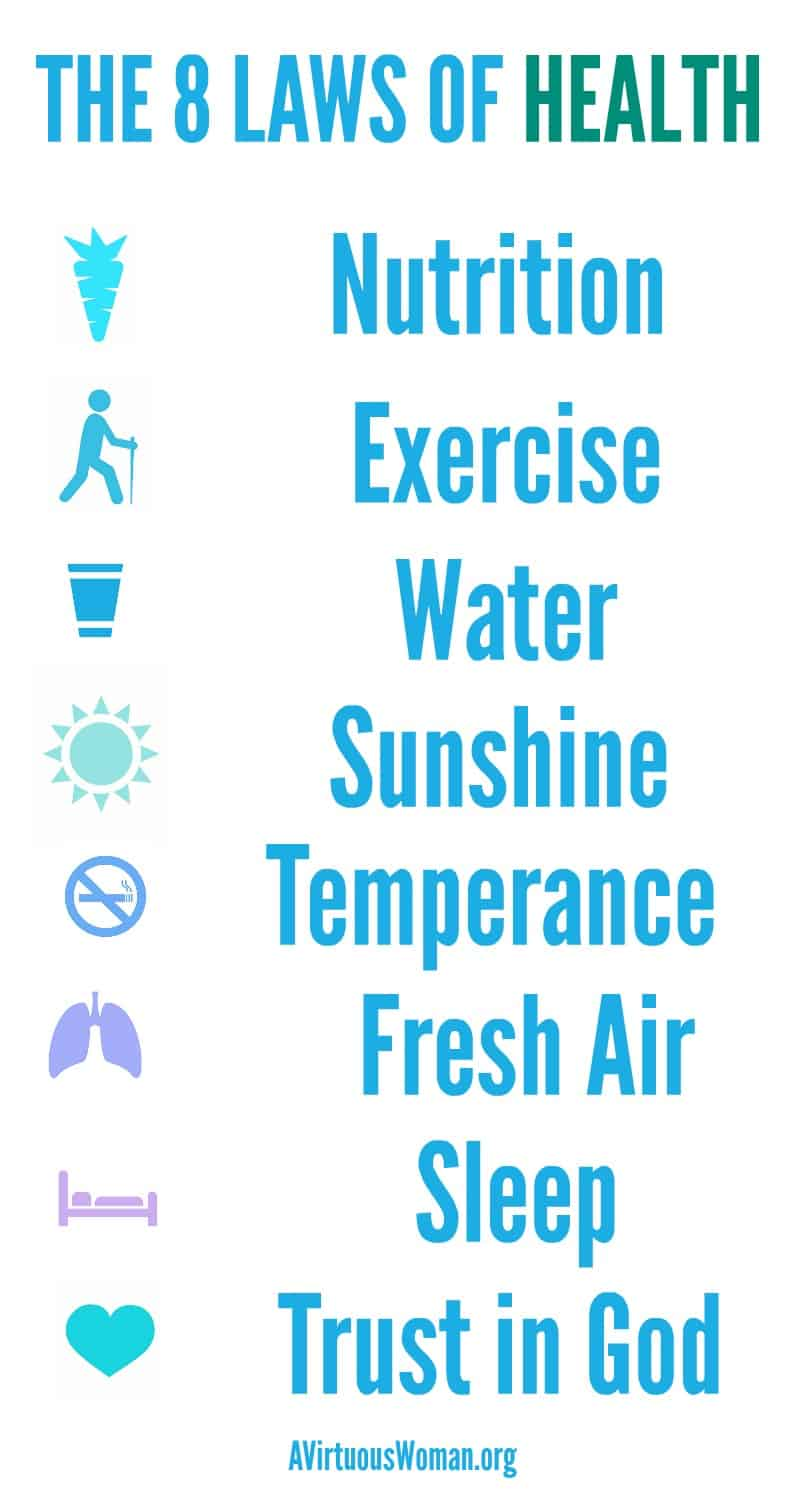 THE 8 LAWS OF HEALTH
Nutrition
Exercise
Water
Sunshine
Temperance
Fresh Air
Sleep
Trust in God
AVirtuousWoman.org